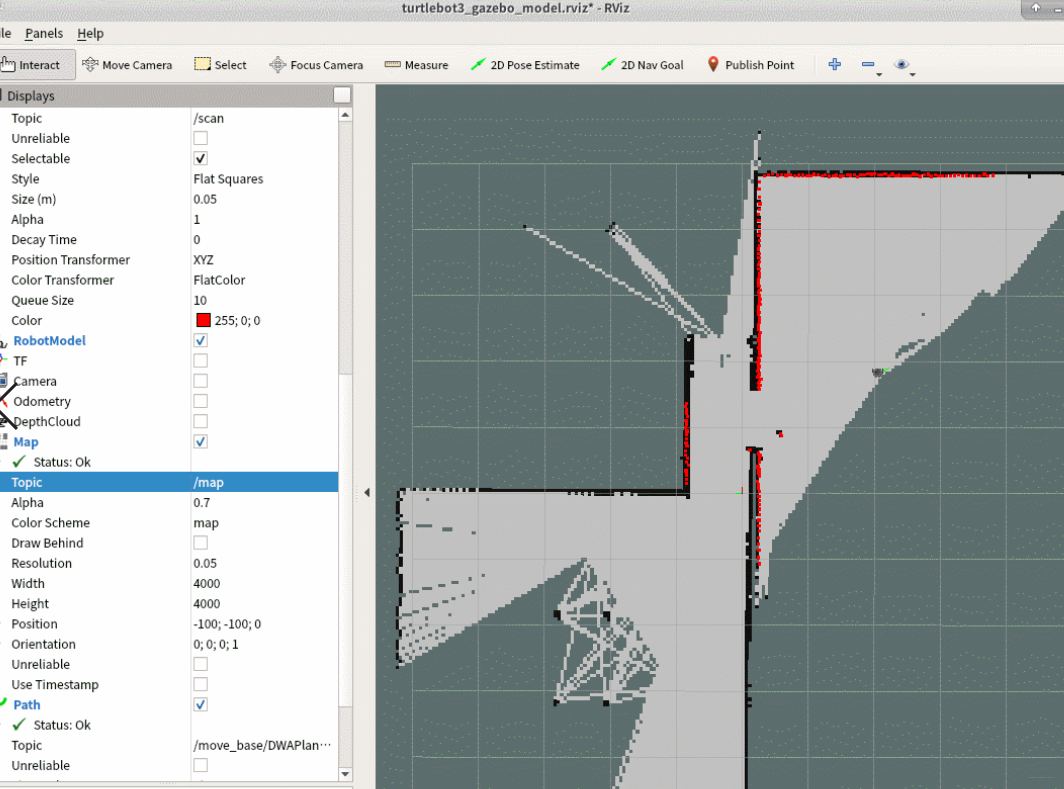 turtlebot3_gazebo_model.rviz* - RViz
ile Panels Help
Interact Move Camera Select Focus Camera Measure 2D Pose Estimate 2D Nav Goal Publish Point
Displays
Topic /scan
Unreliable
Selectable
Style Flat Squares
Size (m) 0.05
Alpha 1
Decay Time 0
Position Transformer XYZ
Color Transformer FlatColor
Queue Size 10
Color 255; 0; 0
RobotModel
TF
Camera
Odometry
DepthCloud
Map
Status: Ok
Topic /map
Alpha 0.7
Color Scheme map
Draw Behind
Resolution 0.05
Width 4000
Height 4000
Position -100; -100; 0
Orientation 0; 0; 0; 1
Unreliable
Use Timestamp
Path
Status: Ok
Topic /move_base/DWAPlan···
Unreliable